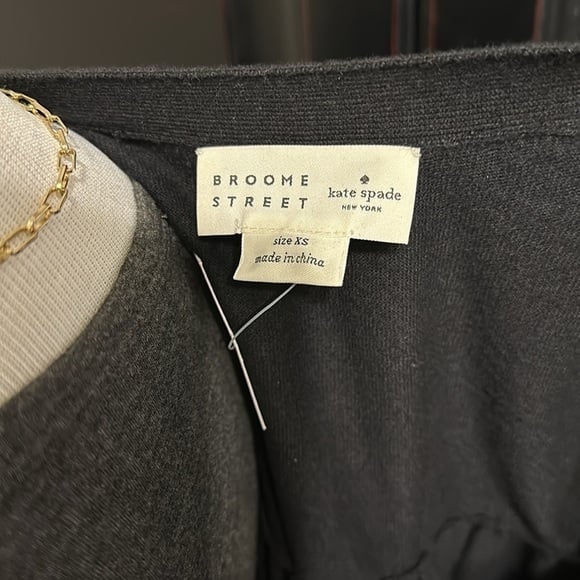 BROOME
STREET
kate spade
NEW YORK
size XS
made in china